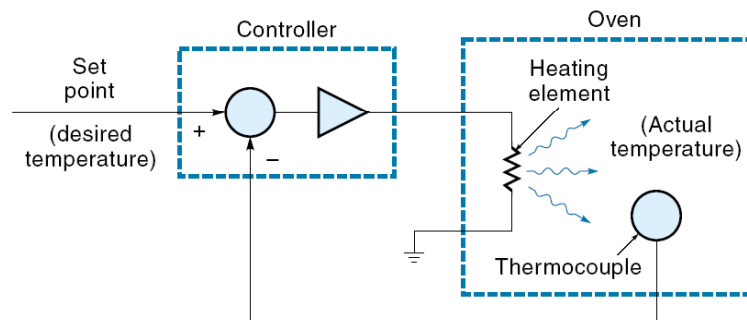 Controller
Oven
Set
point
(desired
temperature)
+
–
Heating
element
(Actual
temperature)
Thermocouple